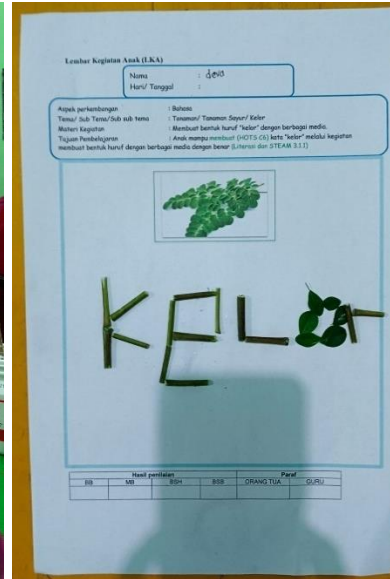 Lembar Kegiatan Anak (LKA)
Nama : deva
Hari/ Tanggal :
Aspek perkembangan : Bahasa
Tema/ Sub Tema/Sub sub tema : Tanaman/ Tanaman Sayur/ Kelor
Materi Kegiatan : Membuat bentuk huruf "kelor" dengan berbagai media.
Tujuan Pembelajaran : Anak mampu membuat (HOTS C6) kata "kelor" melalui kegiatan
membuat bentuk huruf dengan berbagai media dengan benar (Literasi dan STEAM 3.1.1)
KELOr
Hasil penilaian Paraf
BB MB BSH BSB ORANG TUA GURU